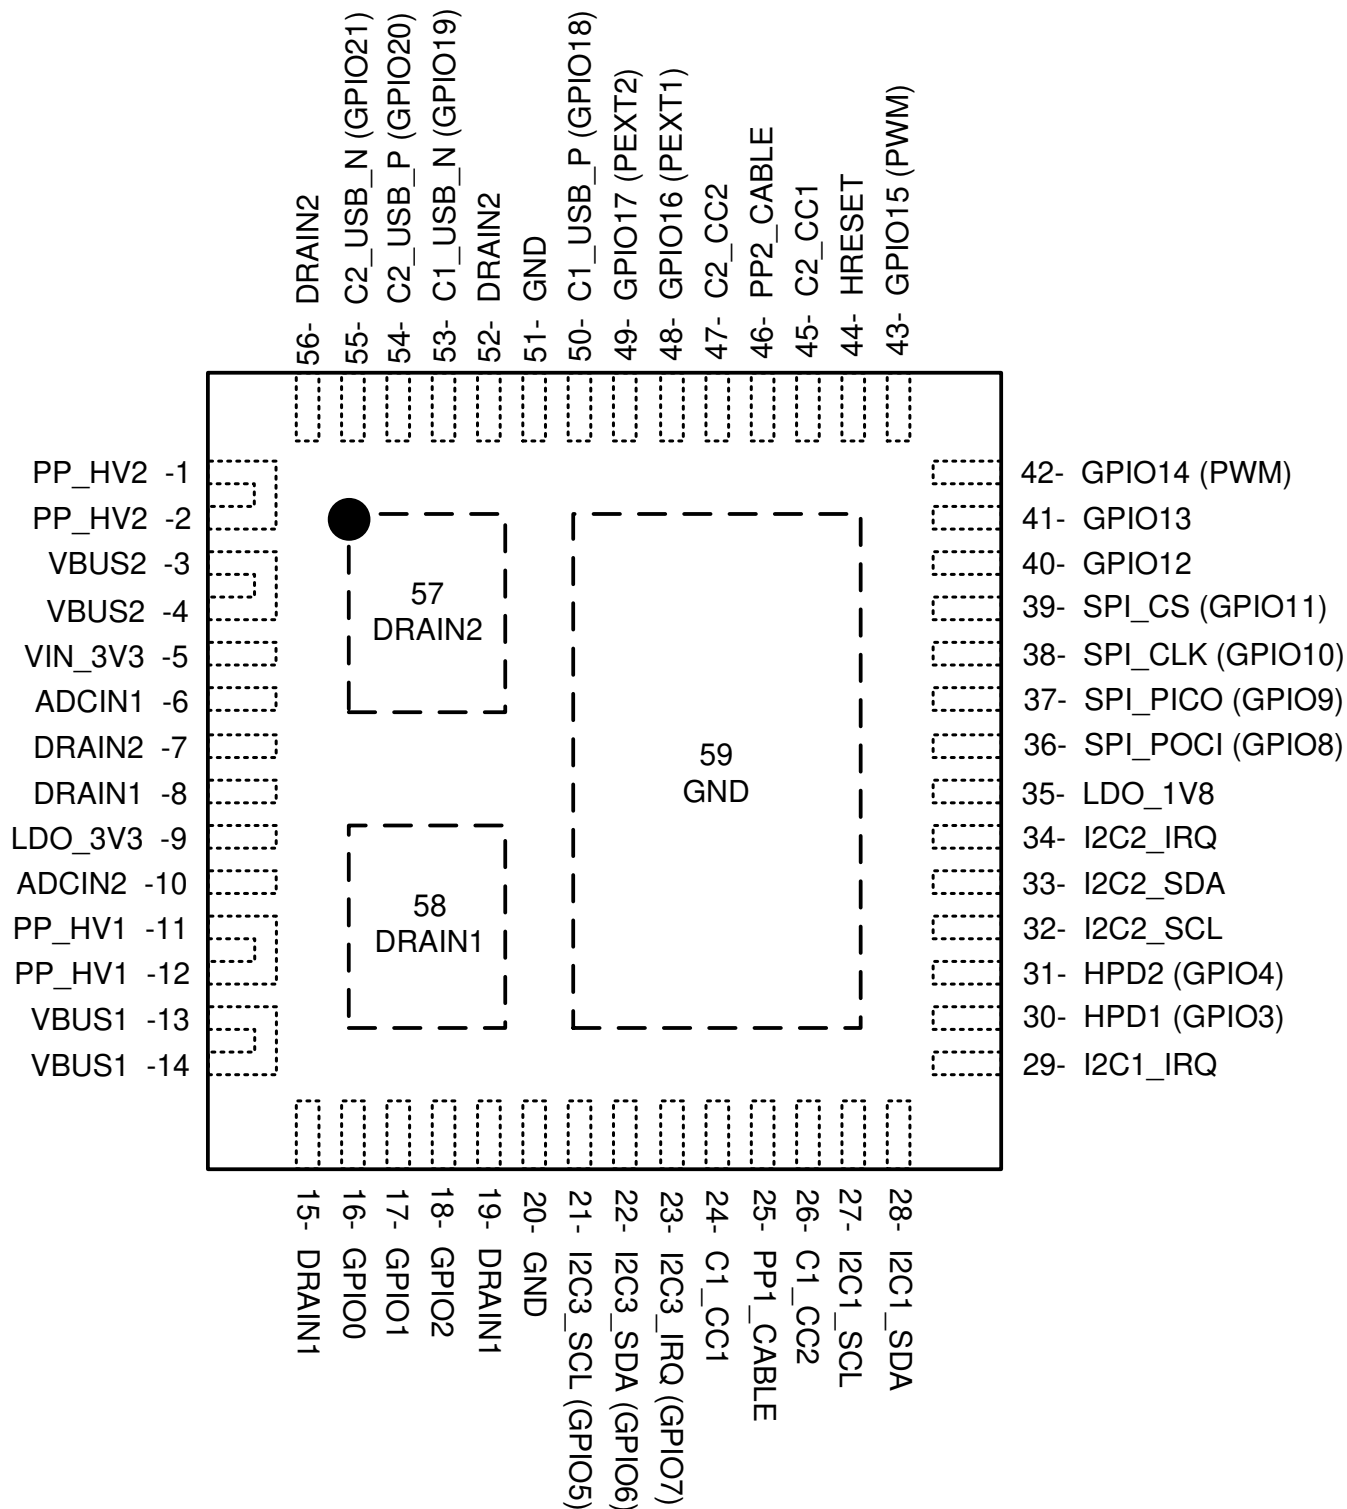 56- DRAIN2
55- C2_USB_N (GPIO21)
54- C2_USB_P (GPIO20)
53- C1_USB_N (GPIO19)
52- DRAIN2
51- GND
50- C1_USB_P (GPIO18)
49- GPIO17 (PEXT2)
48- GPIO16 (PEXT1)
47- C2_CC2
46- PP2_CABLE
45- C2_CC1
44- HRESET
43- GPIO15 (PWM)
PP_HV2 -1
PP_HV2 -2
VBUS2 -3
VBUS2 -4
VIN_3V3 -5
ADCIN1 -6
DRAIN2 -7
DRAIN1 -8
LDO_3V3 -9
ADCIN2 -10
PP_HV1 -11
PP_HV1 -12
VBUS1 -13
VBUS1 -14
57
DRAIN2
58
DRAIN1
59
GND
42- GPIO14 (PWM)
41- GPIO13
40- GPIO12
39- SPI_CS (GPIO11)
38- SPI_CLK (GPIO10)
37- SPI_PICO (GPIO9)
36- SPI_POCI (GPIO8)
35- LDO_1V8
34- I2C2_IRQ
33- I2C2_SDA
32- I2C2_SCL
31- HPD2 (GPIO4)
30- HPD1 (GPIO3)
29- I2C1_IRQ
15- DRAIN1
16- GPIO0
17- GPIO1
18- GPIO2
19- DRAIN1
20- GND
21- I2C3_SCL (GPIO5)
22- I2C3_SDA (GPIO6)
23- I2C3_IRQ (GPIO7)
24- C1_CC1
25- PP1_CABLE
26- C1_CC2
27- I2C1_SCL
28- I2C1_SDA